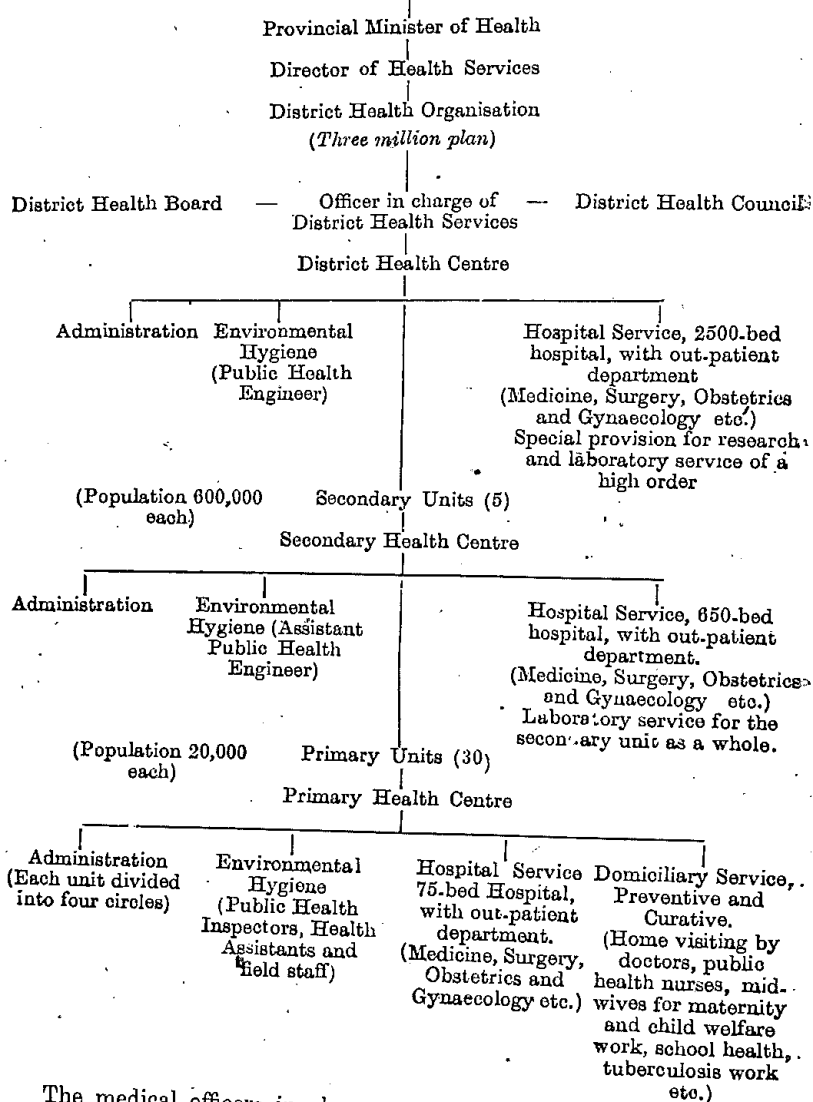 Provincial Minister of Health
Director of Health Services
District Health Organisation
(Three million plan)
District Health Board — Officer in charge of District Health Services — District Health Council
District Health Centre
Administration
Environmental
Hygiene
(Public Health
Engineer)
Hospital Service, 2500-bed
hospital, with out-patient
department
(Medicine, Surgery, Obstetrics
and Gynaecology etc.)
Special provision for research
and laboratory service of a
high order
(Population 600,000
each)
Secondary Units (5)
Secondary Health Centre
Administration
Environmental
Hygiene (Assistant
Public Health
Engineer)
Hospital Service, 650-bed
hospital, with out-patient
department.
(Medicine, Surgery, Obstetrics
and Gynaecology etc.)
Laboratory service for the
secondary unit as a whole.
(Population 20,000
each)
Primary Units (30)
Primary Health Centre
Administration
(Each unit divided
into four circles)
Environmental
Hygiene
(Public Health
Inspectors, Health
Assistants and
field staff)
Hospital Service
75-bed Hospital,
with out-patient
department.
(Medicine, Surgery,
Obstetrics and
Gynaecology etc.)
Domiciliary Service,
Preventive and
Curative.
(Home visiting by
doctors, public
health nurses, mid-
wives for maternity
and child welfare
work, school health,
tuberculosis work
etc.)
The medical officers in